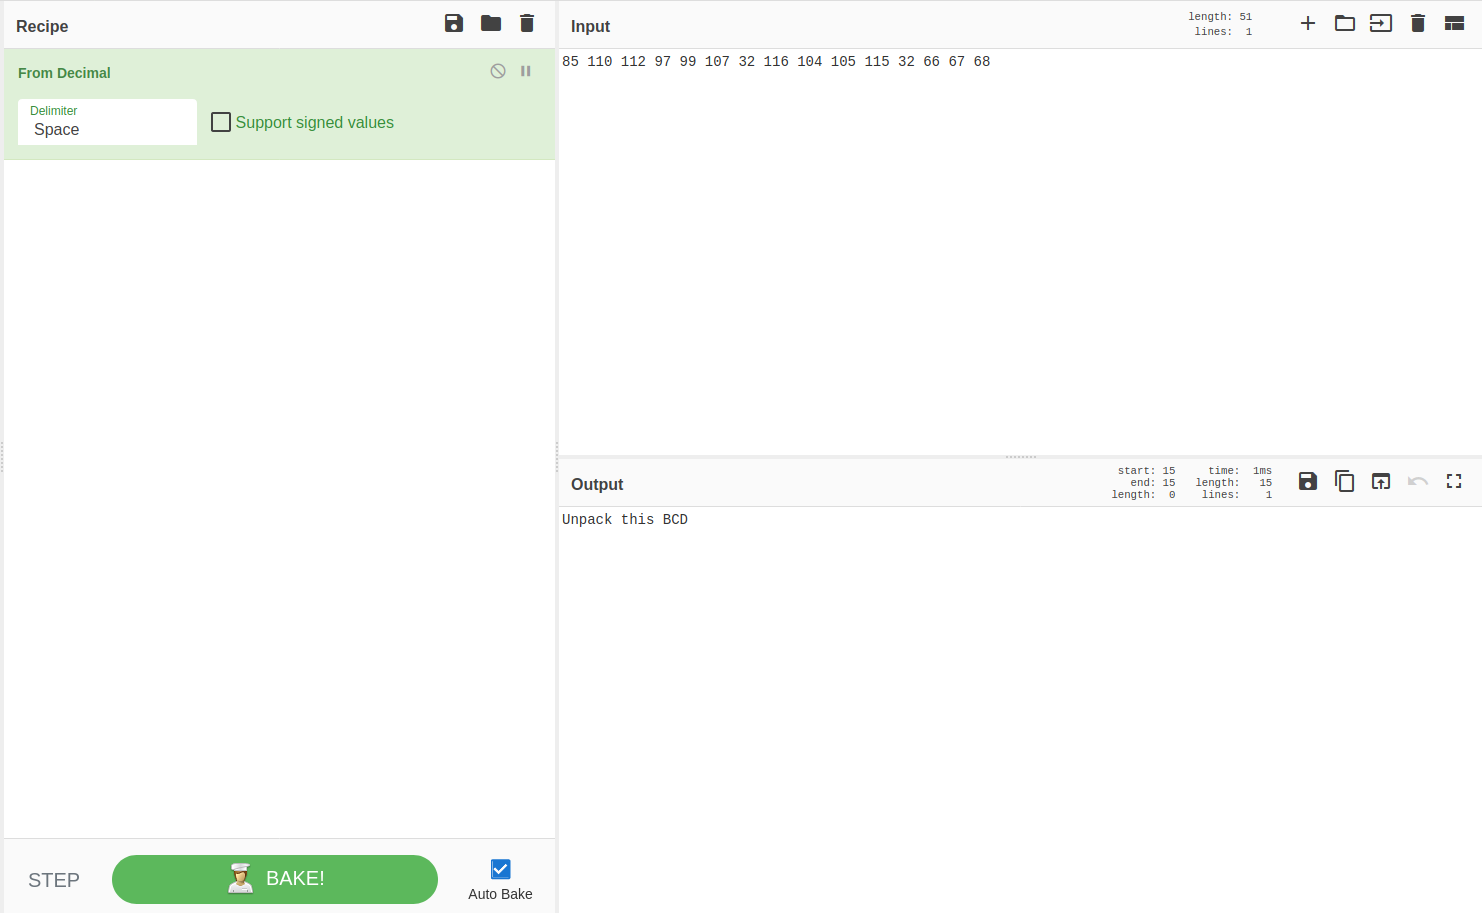 Recipe
From Decimal
Delimiter
Space
Support signed values
STEP
BAKE!
Auto Bake
Input
length: 51
lines: 1
85 110 112 97 99 107 32 116 104 105 115 32 66 67 68
Output
start: 15 time: 1ms
end: 15 length: 15
length: 0 lines: 1
Unpack this BCD